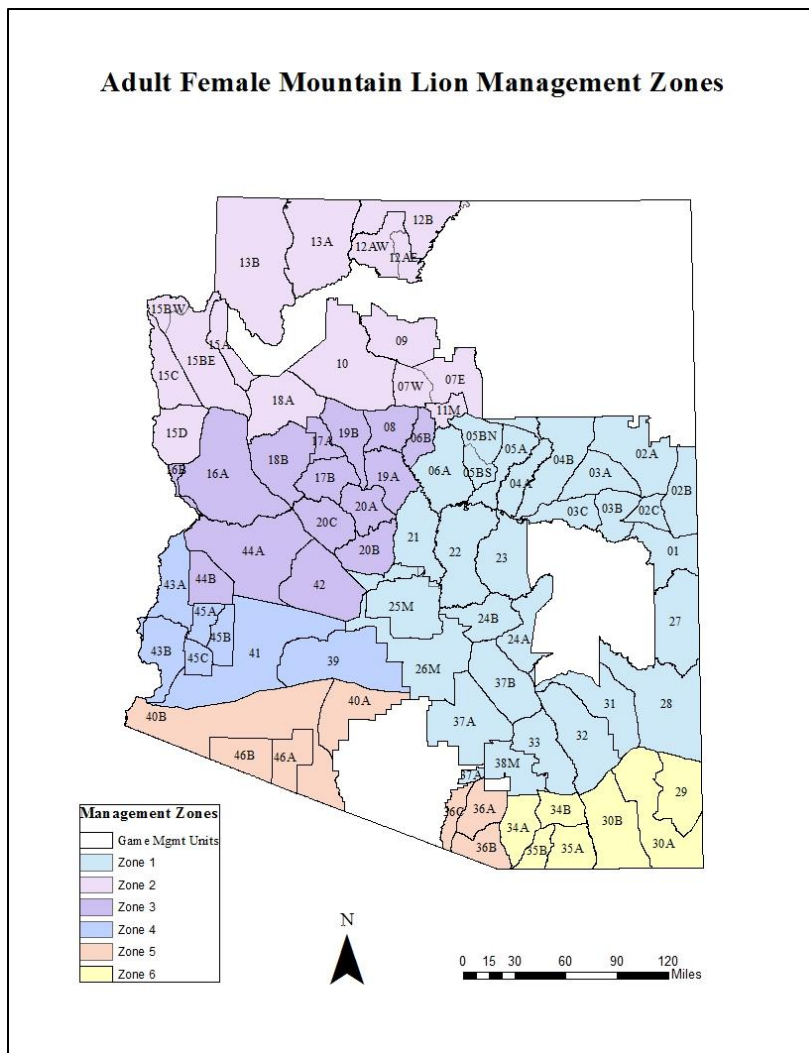 Adult Female Mountain Lion Management Zones
12B
13A
12AW
12AE
13B
15BW
15A
09
15BE
10
15C
07W
07E
18A
11M
15D
19B
08
05BN
17A
06B
05A
02A
18B
04B
16B
16A
06A
05BS
03A
17B
19A
04A
02B
20A
03C
03B
02C
20C
21
01
44A
20B
22
23
43A
44B
42
25M
27
45A
24B
45B
24A
43B
45C
41
39
26M
37B
40A
31
28
40B
37A
32
33
46B
46A
38M
37A
29
36C
36A
34B
34A
30B
36B
35B
35A
30A
Management Zones
Game Mgmt Units
Zone 1
Zone 2
Zone 3
Zone 4
Zone 5
Zone 6
N
0 15 30 60 90 120
Miles